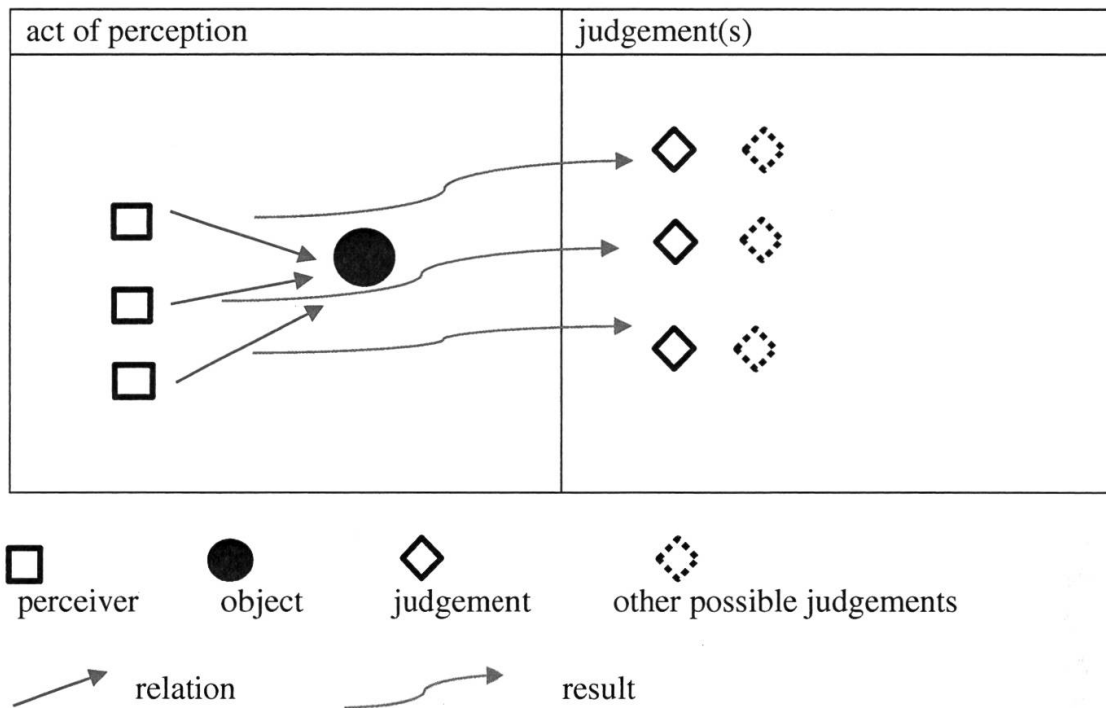 act of perception
judgement(s)
perceiver
object
judgement
other possible judgements
relation
result